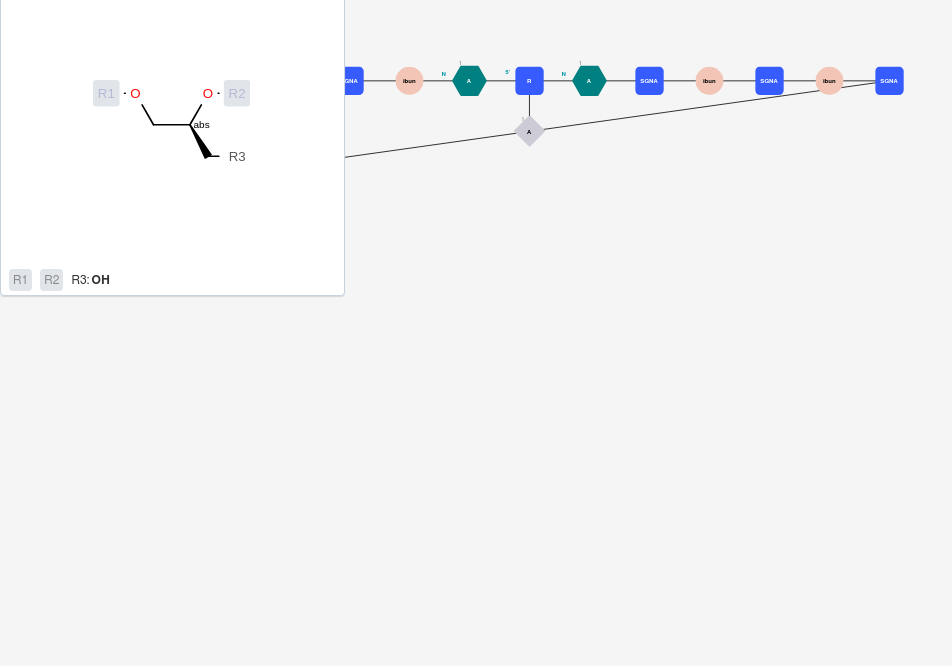 N 5' N
GNA ibun A R A SGNA ibun SGNA ibun SGNA
A
R1 O O R2
abs
R3
R1 R2 R3: OH